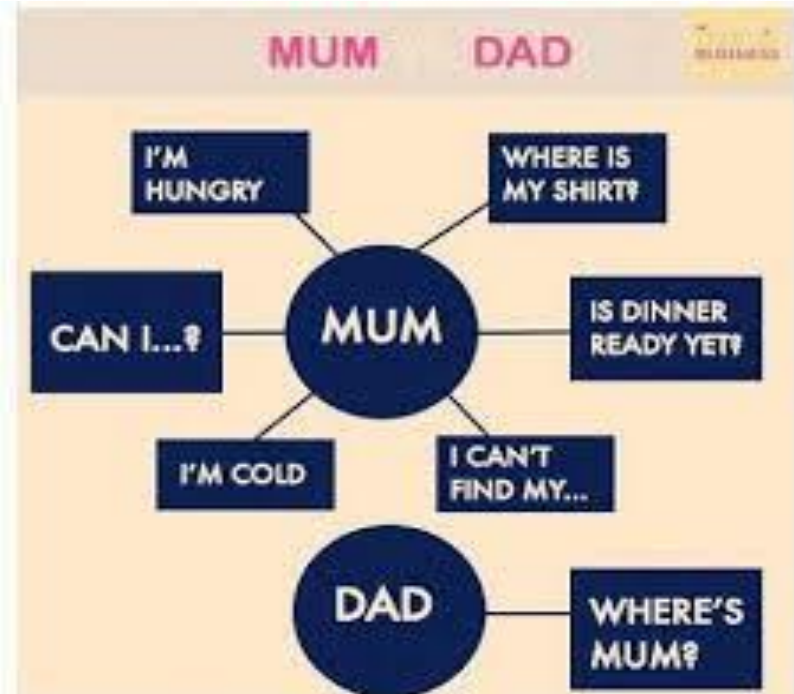 MUM DAD
BUSINESS
I'M
HUNGRY
WHERE IS
MY SHIRT?
CAN I...?
MUM
IS DINNER
READY YET?
I'M COLD
I CAN'T
FIND MY...
DAD
WHERE'S
MUM?